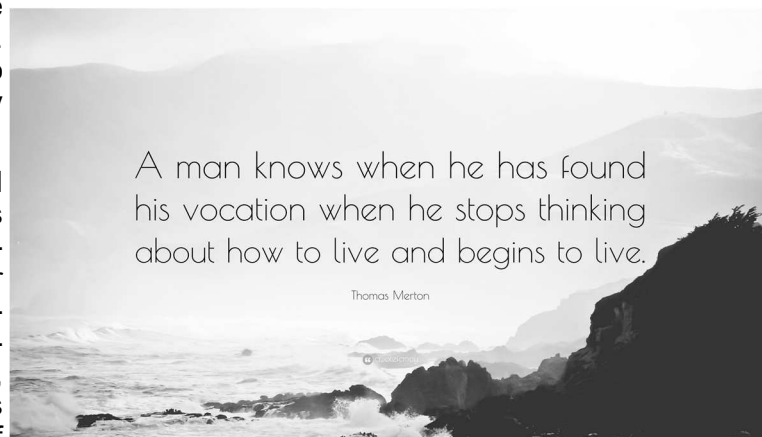 A man knows when he has found
his vocation when he stops thinking
about how to live and begins to live.
Thomas Merton